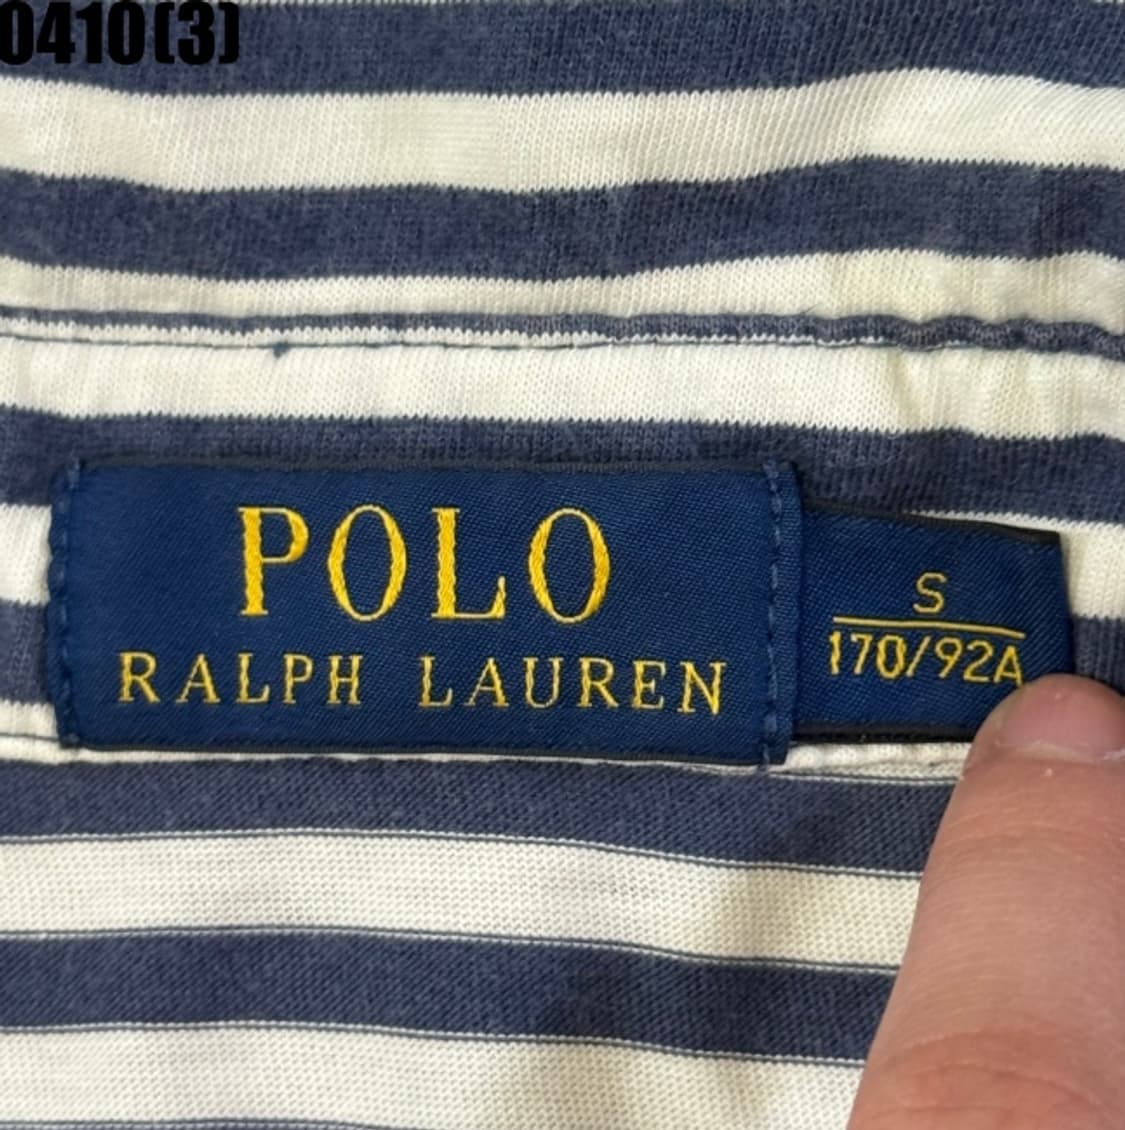 0410(3)
POLO
RALPH LAUREN
S
170/92A